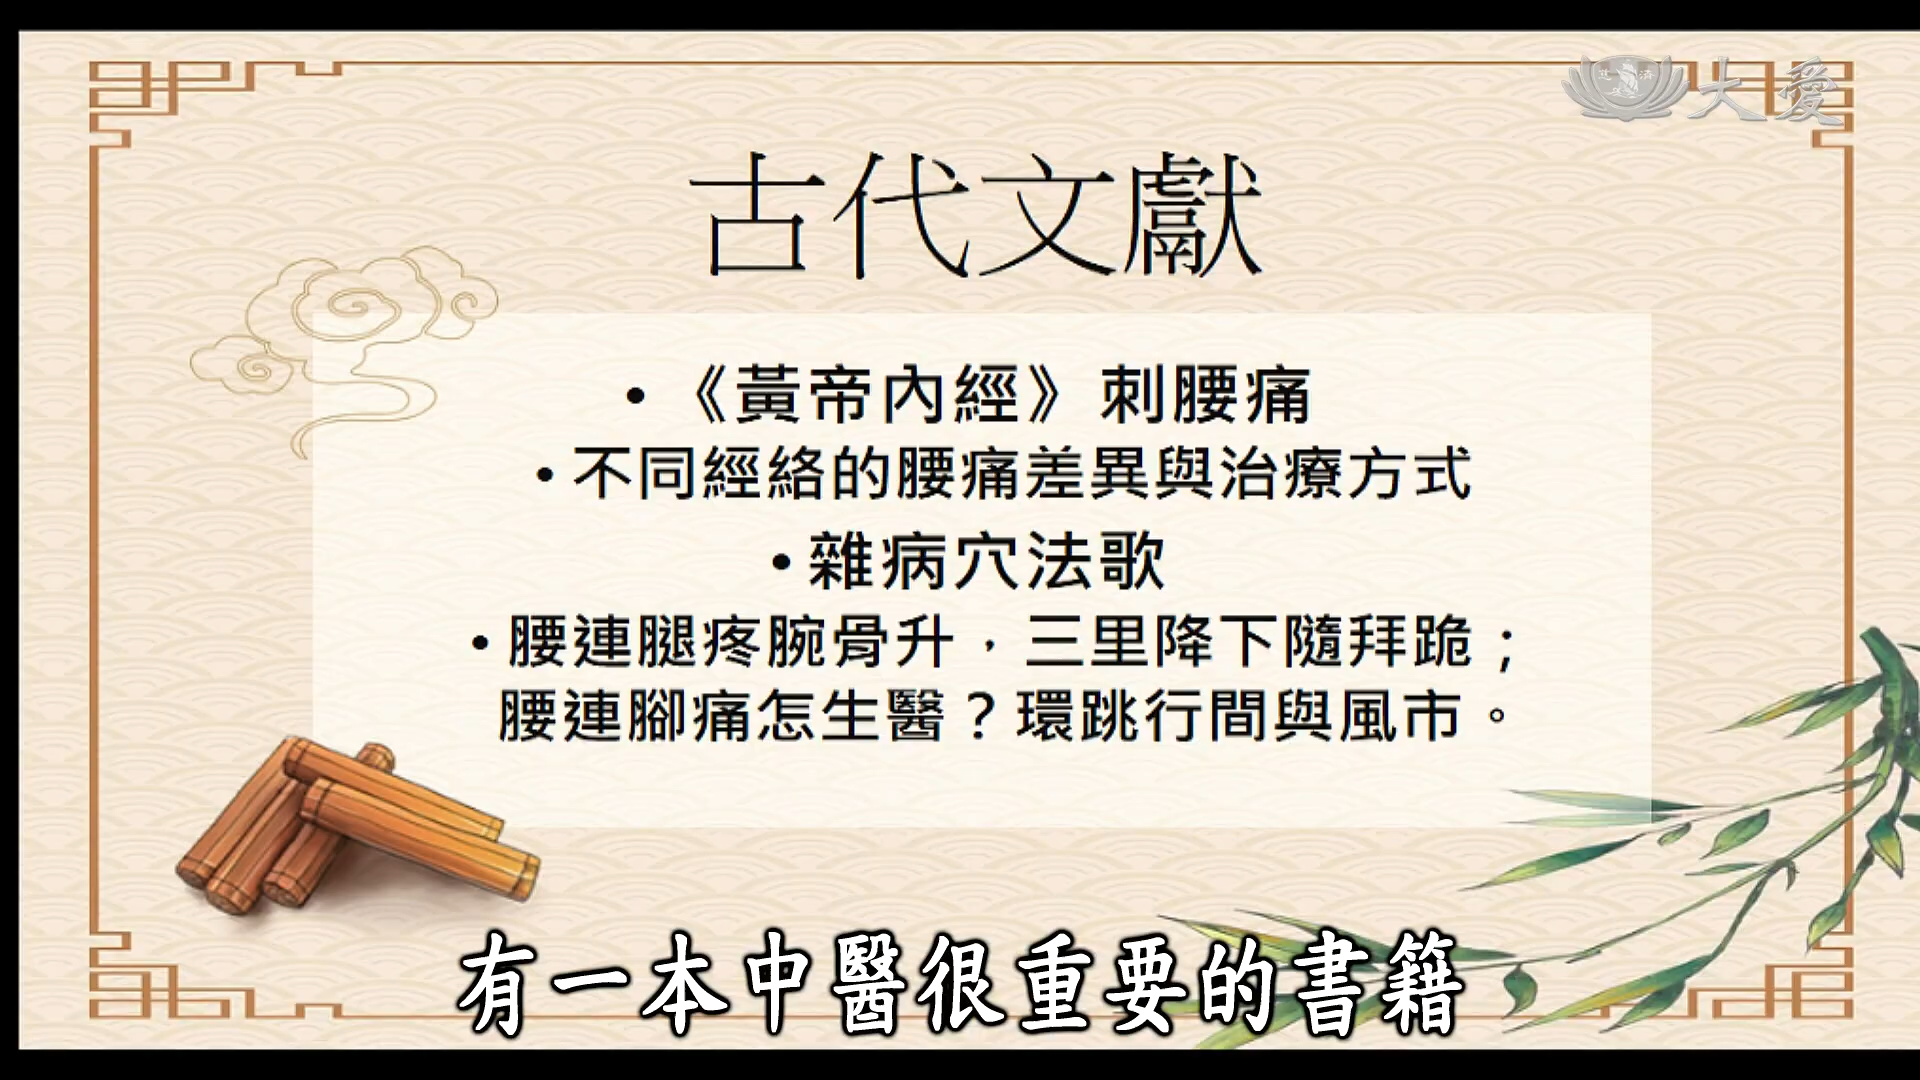 大愛
古代文獻
•《黃帝內經》刺腰痛
•不同經絡的腰痛差異與治療方式
•雜病穴法歌
•腰連腿疼腕骨升，三里降下隨拜跪；
腰連腳痛怎生醫？環跳行間與風市。
有一本中醫很重要的書籍